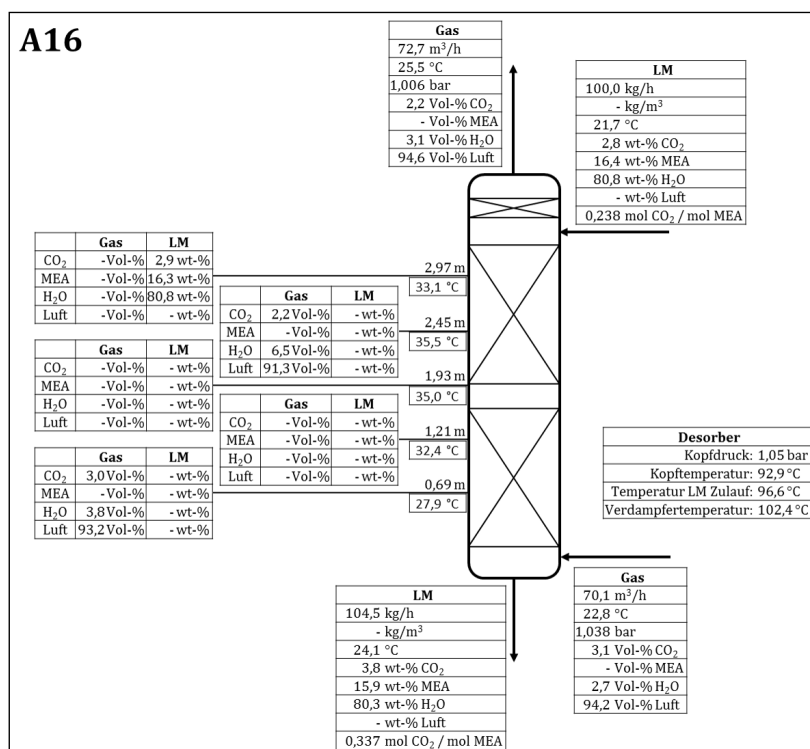 A16
Gas
72,7 m³/h
25,5 °C
1,006 bar
2,2 Vol-% CO₂
- Vol-% MEA
3,1 Vol-% H₂O
94,6 Vol-% Luft
LM
100,0 kg/h
- kg/m³
21,7 °C
2,8 wt-% CO₂
16,4 wt-% MEA
80,8 wt-% H₂O
- wt-% Luft
0,238 mol CO₂ / mol MEA
Gas LM
CO₂ -Vol-% 2,9 wt-%
MEA -Vol-% 16,3 wt-%
H₂O -Vol-% 80,8 wt-%
Luft -Vol-% - wt-%
2,97 m
33,1 °C
Gas LM
CO₂ 2,2 Vol-% - wt-%
MEA -Vol-% - wt-%
H₂O 6,5 Vol-% - wt-%
Luft 91,3 Vol-% - wt-%
2,45 m
35,5 °C
Gas LM
CO₂ -Vol-% - wt-%
MEA -Vol-% - wt-%
H₂O -Vol-% - wt-%
Luft -Vol-% - wt-%
1,93 m
35,0 °C
Gas LM
CO₂ -Vol-% - wt-%
MEA -Vol-% - wt-%
H₂O -Vol-% - wt-%
Luft -Vol-% - wt-%
1,21 m
32,4 °C
Gas LM
CO₂ 3,0 Vol-% - wt-%
MEA -Vol-% - wt-%
H₂O 3,8 Vol-% - wt-%
Luft 93,2 Vol-% - wt-%
0,69 m
27,9 °C
Desorber
Kopfdruck: 1,05 bar
Kopftemperatur: 92,9 °C
Temperatur LM Zulauf: 96,6 °C
Verdampfertemperatur: 102,4 °C
LM
104,5 kg/h
- kg/m³
24,1 °C
3,8 wt-% CO₂
15,9 wt-% MEA
80,3 wt-% H₂O
- wt-% Luft
0,337 mol CO₂ / mol MEA
Gas
70,1 m³/h
22,8 °C
1,038 bar
3,1 Vol-% CO₂
- Vol-% MEA
2,7 Vol-% H₂O
94,2 Vol-% Luft